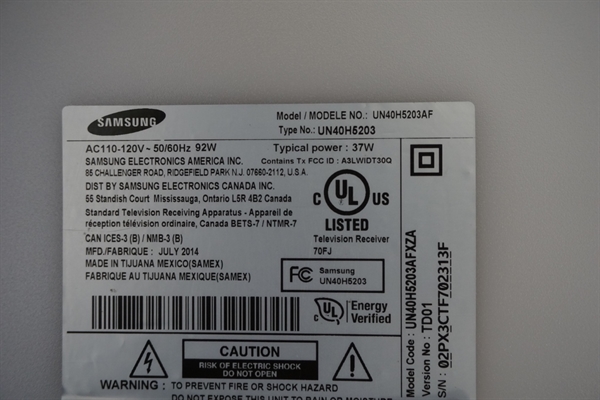 SAMSUNG
Model / MODELE NO.: UN40H5203AF
Type No.: UN40H5203
AC110-120V~ 50/60Hz 92W
Typical power : 37W
SAMSUNG ELECTRONICS AMERICA INC.
Contains Tx FCC ID : A3LWIDT30Q
85 CHALLENGER ROAD, RIDGEFIELD PARK N.J. 07660-2112, U.S.A.
DIST BY SAMSUNG ELECTRONICS CANADA INC.
55 Standish Court Mississauga, Ontario L5R 4B2 Canada
Standard Television Receiving Apparatus - Appareil de
réception télévision ordinaire, Canada BETS-7 / NTMR-7
CAN ICES-3 (B) / NMB-3 (B)
MFD./FABRIQUE : JULY 2014
MADE IN TIJUANA MEXICO(SAMEX)
FABRIQUE AU TIJUANA MEXIQUE(SAMEX)
C UL US
LISTED
Television Receiver
70FJ
FC Samsung
UN40H5203
C UL Energy
Verified
CAUTION
RISK OF ELECTRIC SHOCK
DO NOT OPEN
WARNING : TO PREVENT FIRE OR SHOCK HAZARD
Model Code : UN40H5203AFXZA
Version No : TD01
S/N : 02PX3CTF702313F